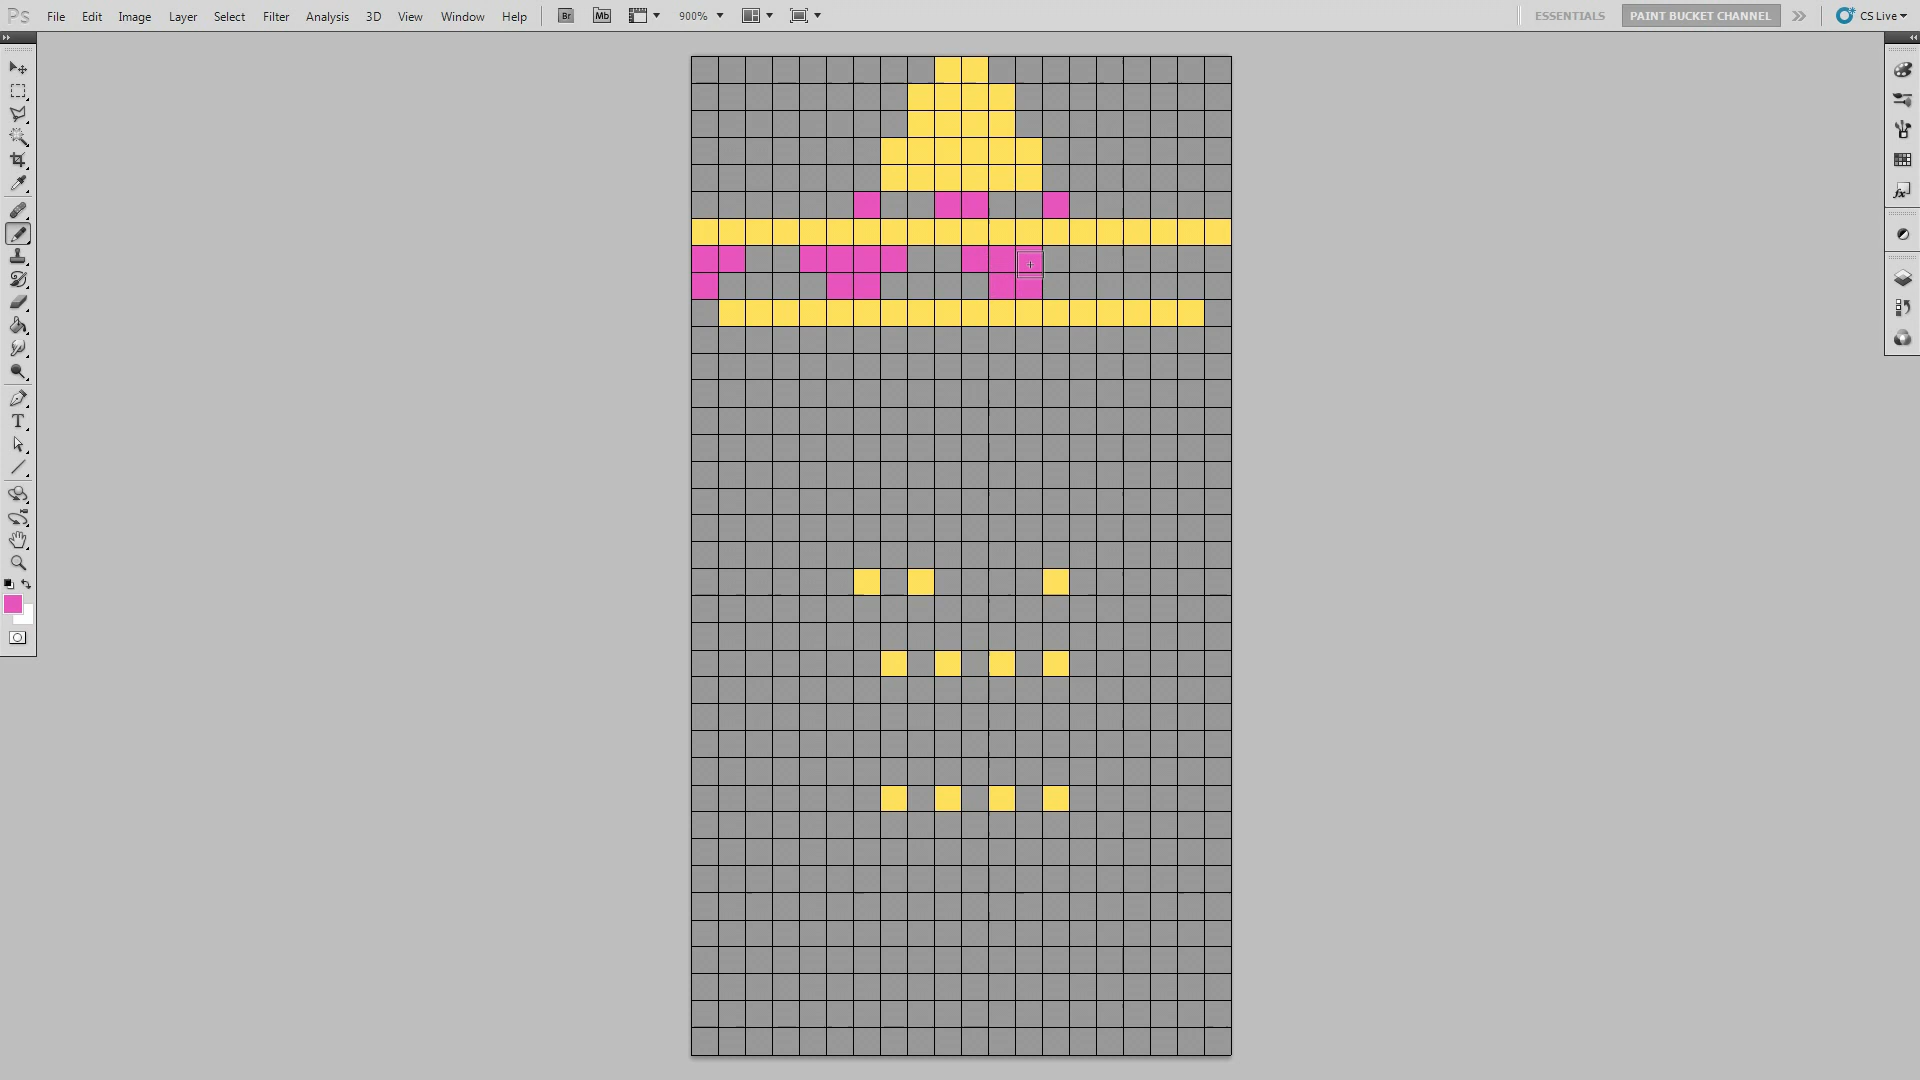 Ps File Edit Image Layer Select Filter Analysis 3D View Window Help Br Mb 900% ESSENTIALS PAINT BUCKET CHANNEL CS Live
T
fx